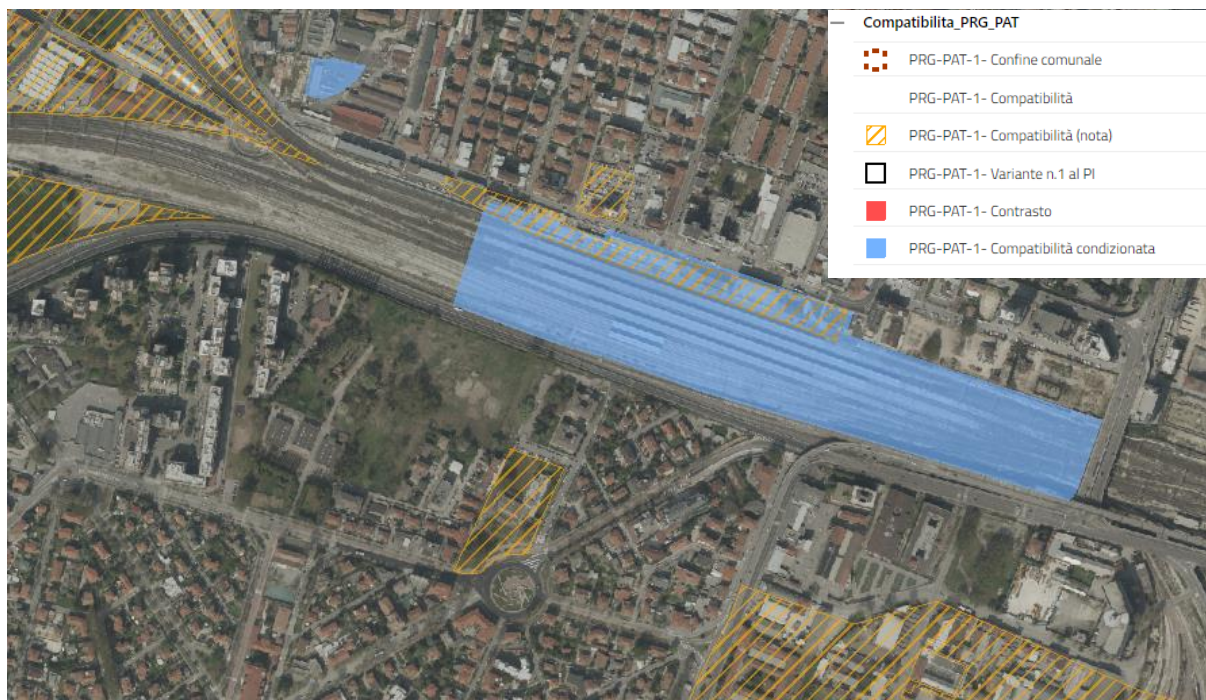 Compatibilita_PRG_PAT
PRG-PAT-1- Confine comunale
PRG-PAT-1- Compatibilità
PRG-PAT-1- Compatibilità (nota)
PRG-PAT-1- Variante n.1 al PI
PRG-PAT-1- Contrasto
PRG-PAT-1- Compatibilità condizionata